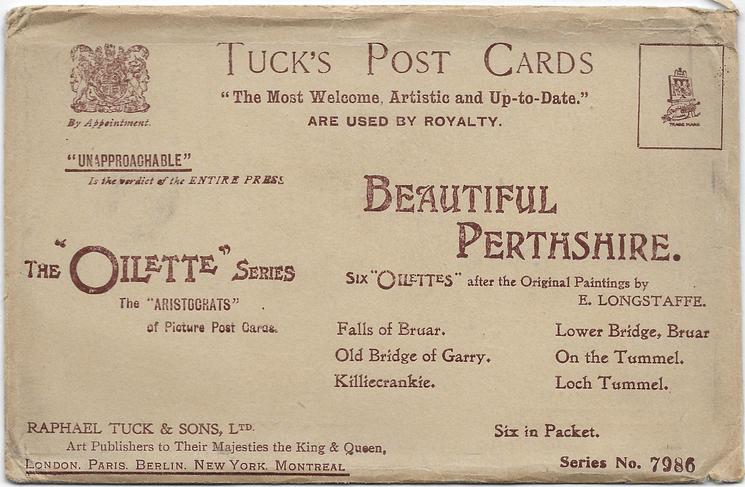 TUCK'S POST CARDS
"The Most Welcome, Artistic and Up-to-Date."
ARE USED BY ROYALTY.
By Appointment.
TRADE MARK
"UNAPPROACHABLE"
Is the verdict of the ENTIRE PRESS
BEAUTIFUL
PERTHSHIRE.
THE "OILETTE" SERIES
The "ARISTOCRATS"
of Picture Post Cards.
SIX "OILETTES" after the Original Paintings by
E. LONGSTAFFE.
Falls of Bruar.
Old Bridge of Garry.
Killiecrankie.
Lower Bridge, Bruar
On the Tummel.
Loch Tummel.
RAPHAEL TUCK & SONS, LTD.
Art Publishers to Their Majesties the King & Queen,
LONDON. PARIS. BERLIN. NEW YORK. MONTREAL
Six in Packet.
Series No. 7986